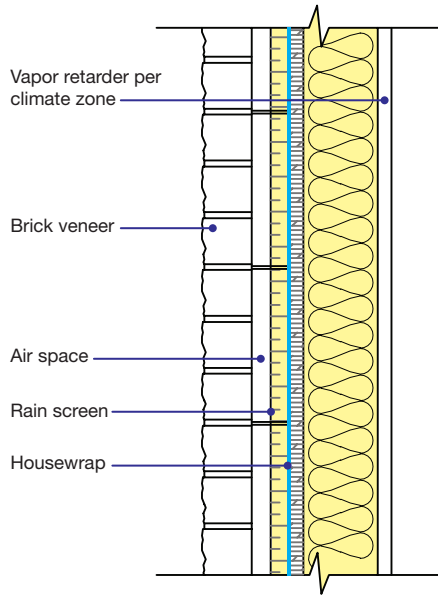 Vapor retarder per
climate zone
Brick veneer
Air space
Rain screen
Housewrap